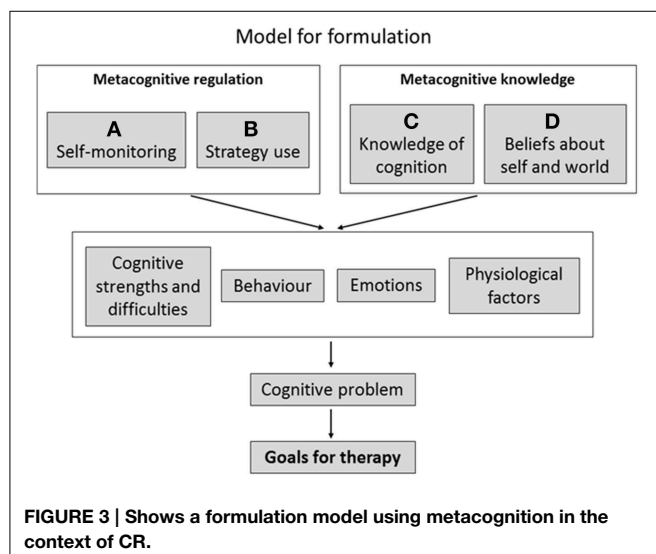 Model for formulation
Metacognitive regulation
A
Self-monitoring
B
Strategy use
Metacognitive knowledge
C
Knowledge of
cognition
D
Beliefs about
self and world
Cognitive
strengths and
difficulties
Behaviour
Emotions
Physiological
factors
Cognitive problem
Goals for therapy
FIGURE 3 | Shows a formulation model using metacognition in the
context of CR.